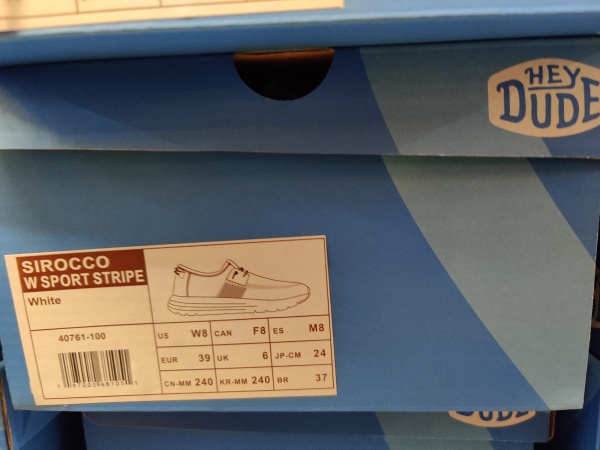 HEY
DUDE
SIROCCO
W SPORT STRIPE
White
40761-100
US W8 CAN F8 ES M8
EUR 39 UK 6 JP-CM 24
CN-MM 240 KR-MM 240 BR 37
DUDE